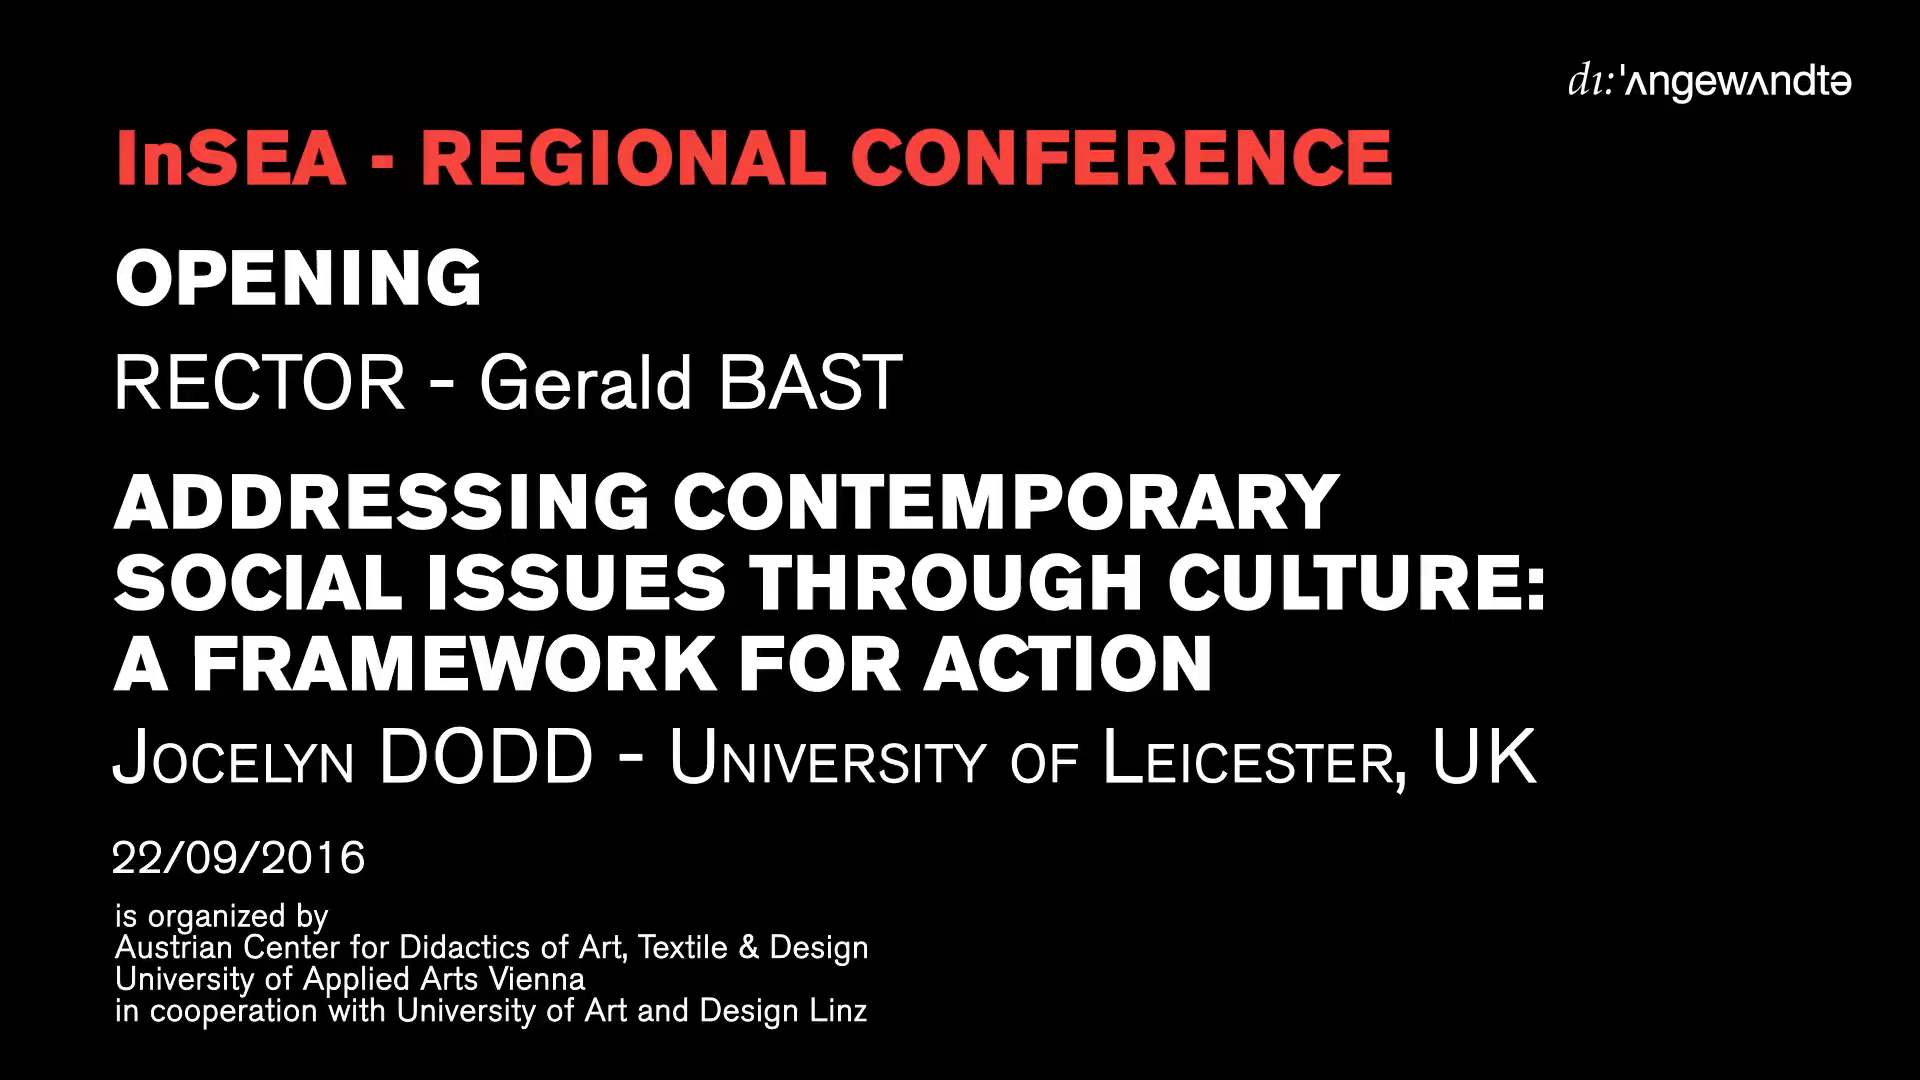 dı:ˈʌngewʌndtə
InSEA - REGIONAL CONFERENCE
OPENING
RECTOR - Gerald BAST
ADDRESSING CONTEMPORARY
SOCIAL ISSUES THROUGH CULTURE:
A FRAMEWORK FOR ACTION
JOCELYN DODD - UNIVERSITY OF LEICESTER, UK
22/09/2016
is organized by
Austrian Center for Didactics of Art, Textile & Design
University of Applied Arts Vienna
in cooperation with University of Art and Design Linz